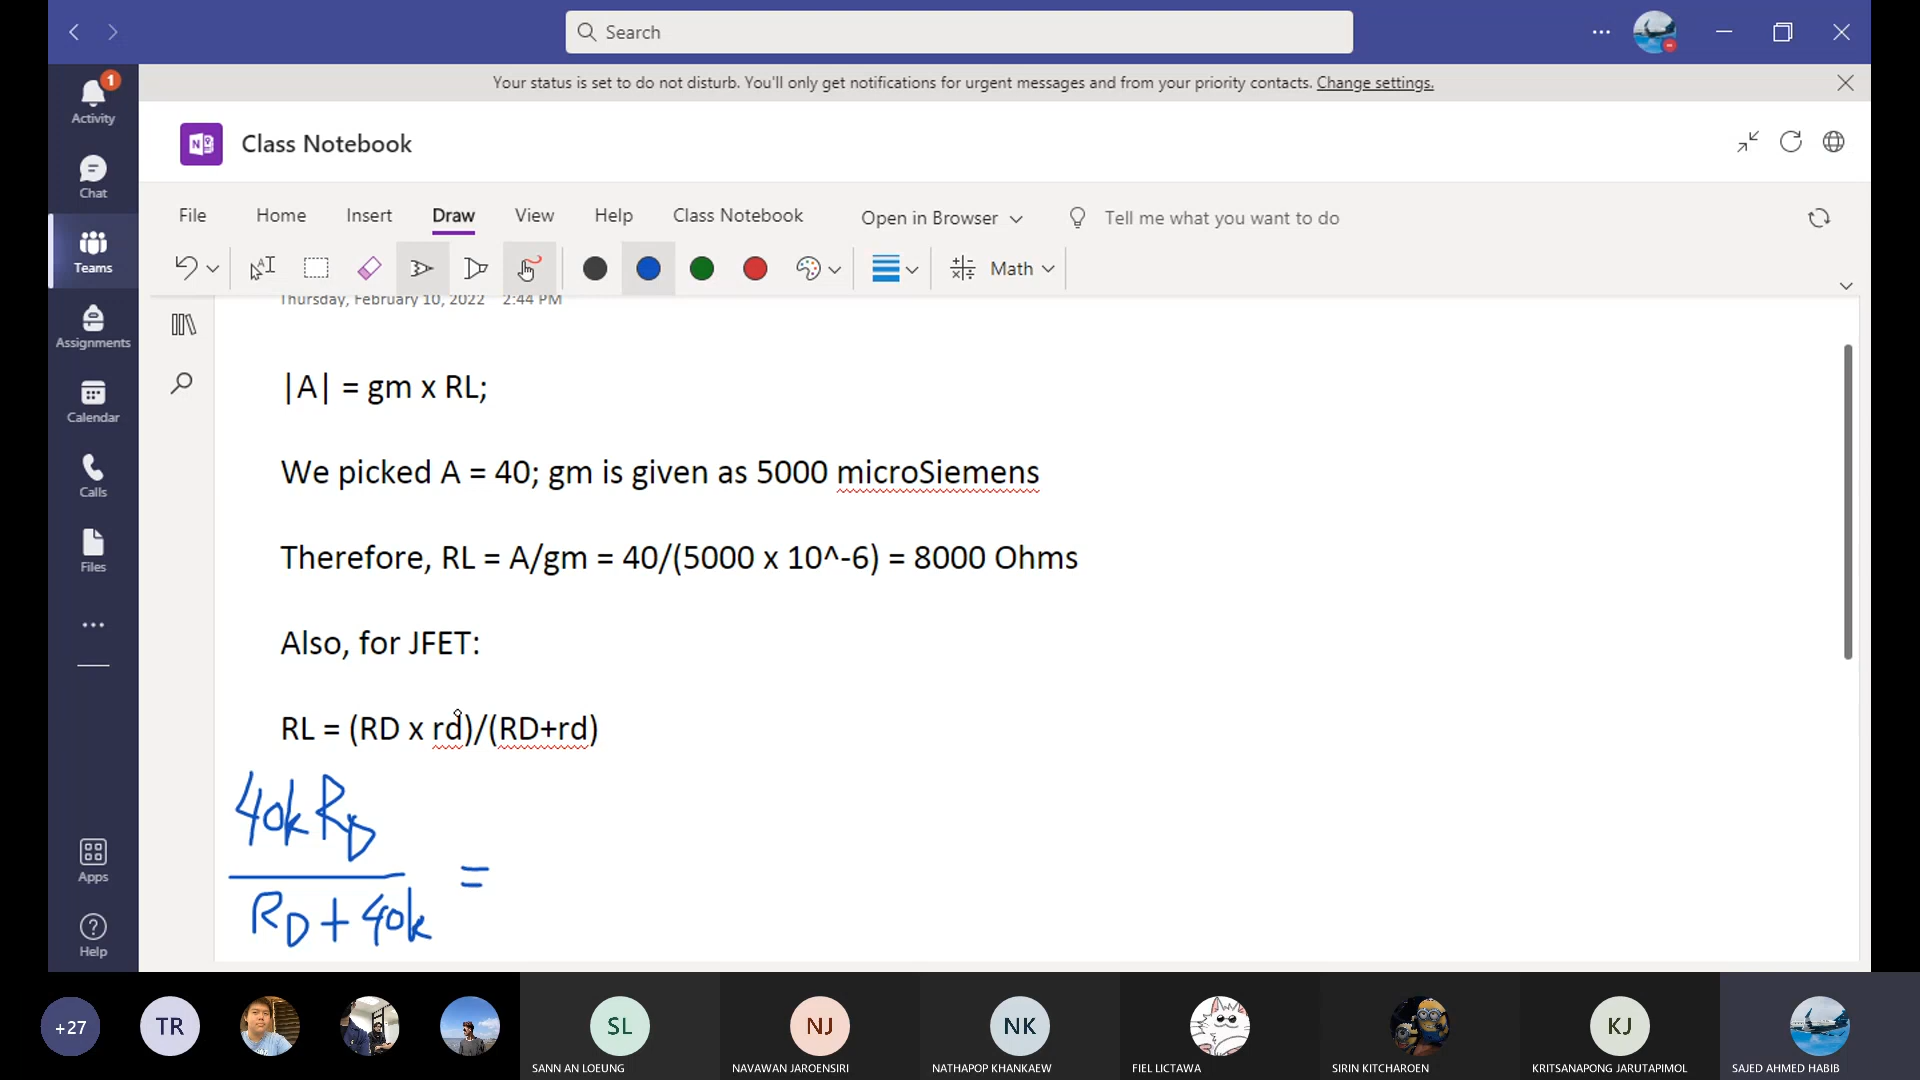 Search
Your status is set to do not disturb. You'll only get notifications for urgent messages and from your priority contacts. Change settings.
1
Activity
Chat
Teams
Assignments
Calendar
Calls
Files
Apps
Help
N
Class Notebook
File Home Insert Draw View Help Class Notebook Open in Browser Tell me what you want to do
Math
Thursday, February 10, 2022 2:44 PM
|A| = gm x RL;
We picked A = 40; gm is given as 5000 microSiemens
Therefore, RL = A/gm = 40/(5000 x 10^-6) = 8000 Ohms
Also, for JFET:
RL = (RD x rd)/(RD+rd)
40k RD
RD + 40k =
+27
TR
SL
SANN AN LOEUNG
NJ
NAVAWAN JAROENSIRI
NK
NATHAPOP KHANKAEW
FIEL LICTAWA
SIRIN KITCHAROEN
KJ
KRITSANAPONG JARUTAPIMOL
SAJED AHMED HABIB